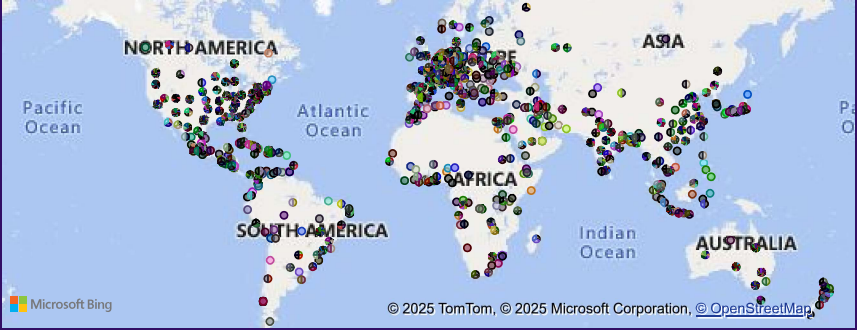 NORTH AMERICA
ASIA
Pacific
Ocean
Atlantic
Ocean
AFRICA
SOUTH AMERICA
Indian
Ocean
AUSTRALIA
Pa
O
Microsoft Bing
© 2025 TomTom, © 2025 Microsoft Corporation, © OpenStreetMap